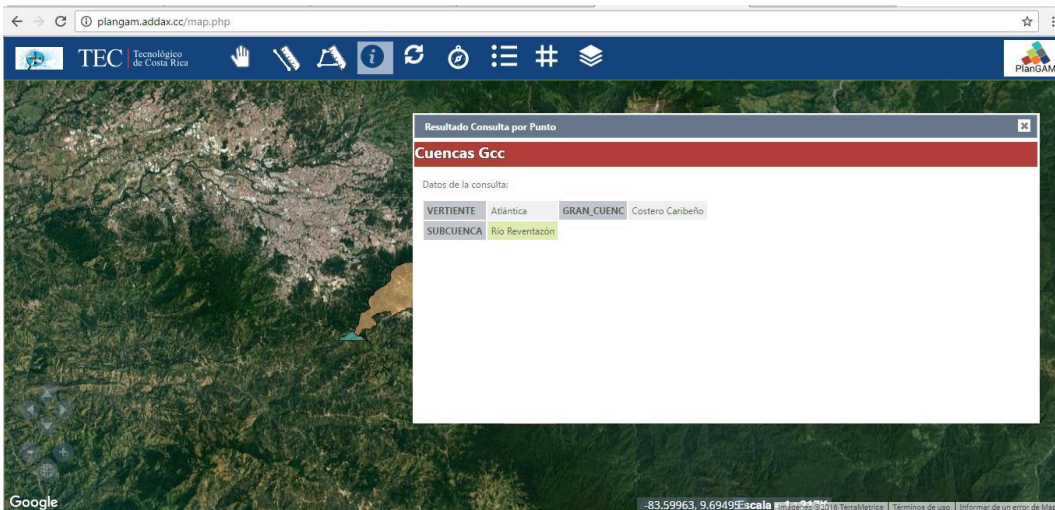 plangam.addax.cc/map.php
TEC Tecnológico
de Costa Rica
PlanGAM
Resultado Consulta por Punto
Cuencas Gcc
Datos de la consulta:
VERTIENTE Atlántica GRAN_CUENC Costero Caribeño
SUBCUENCA Río Reventazón
Google
-83.59963, 9.69495 Escala
Imágenes ©2016 TerraMetrics Términos de uso Informar de un error de Ma